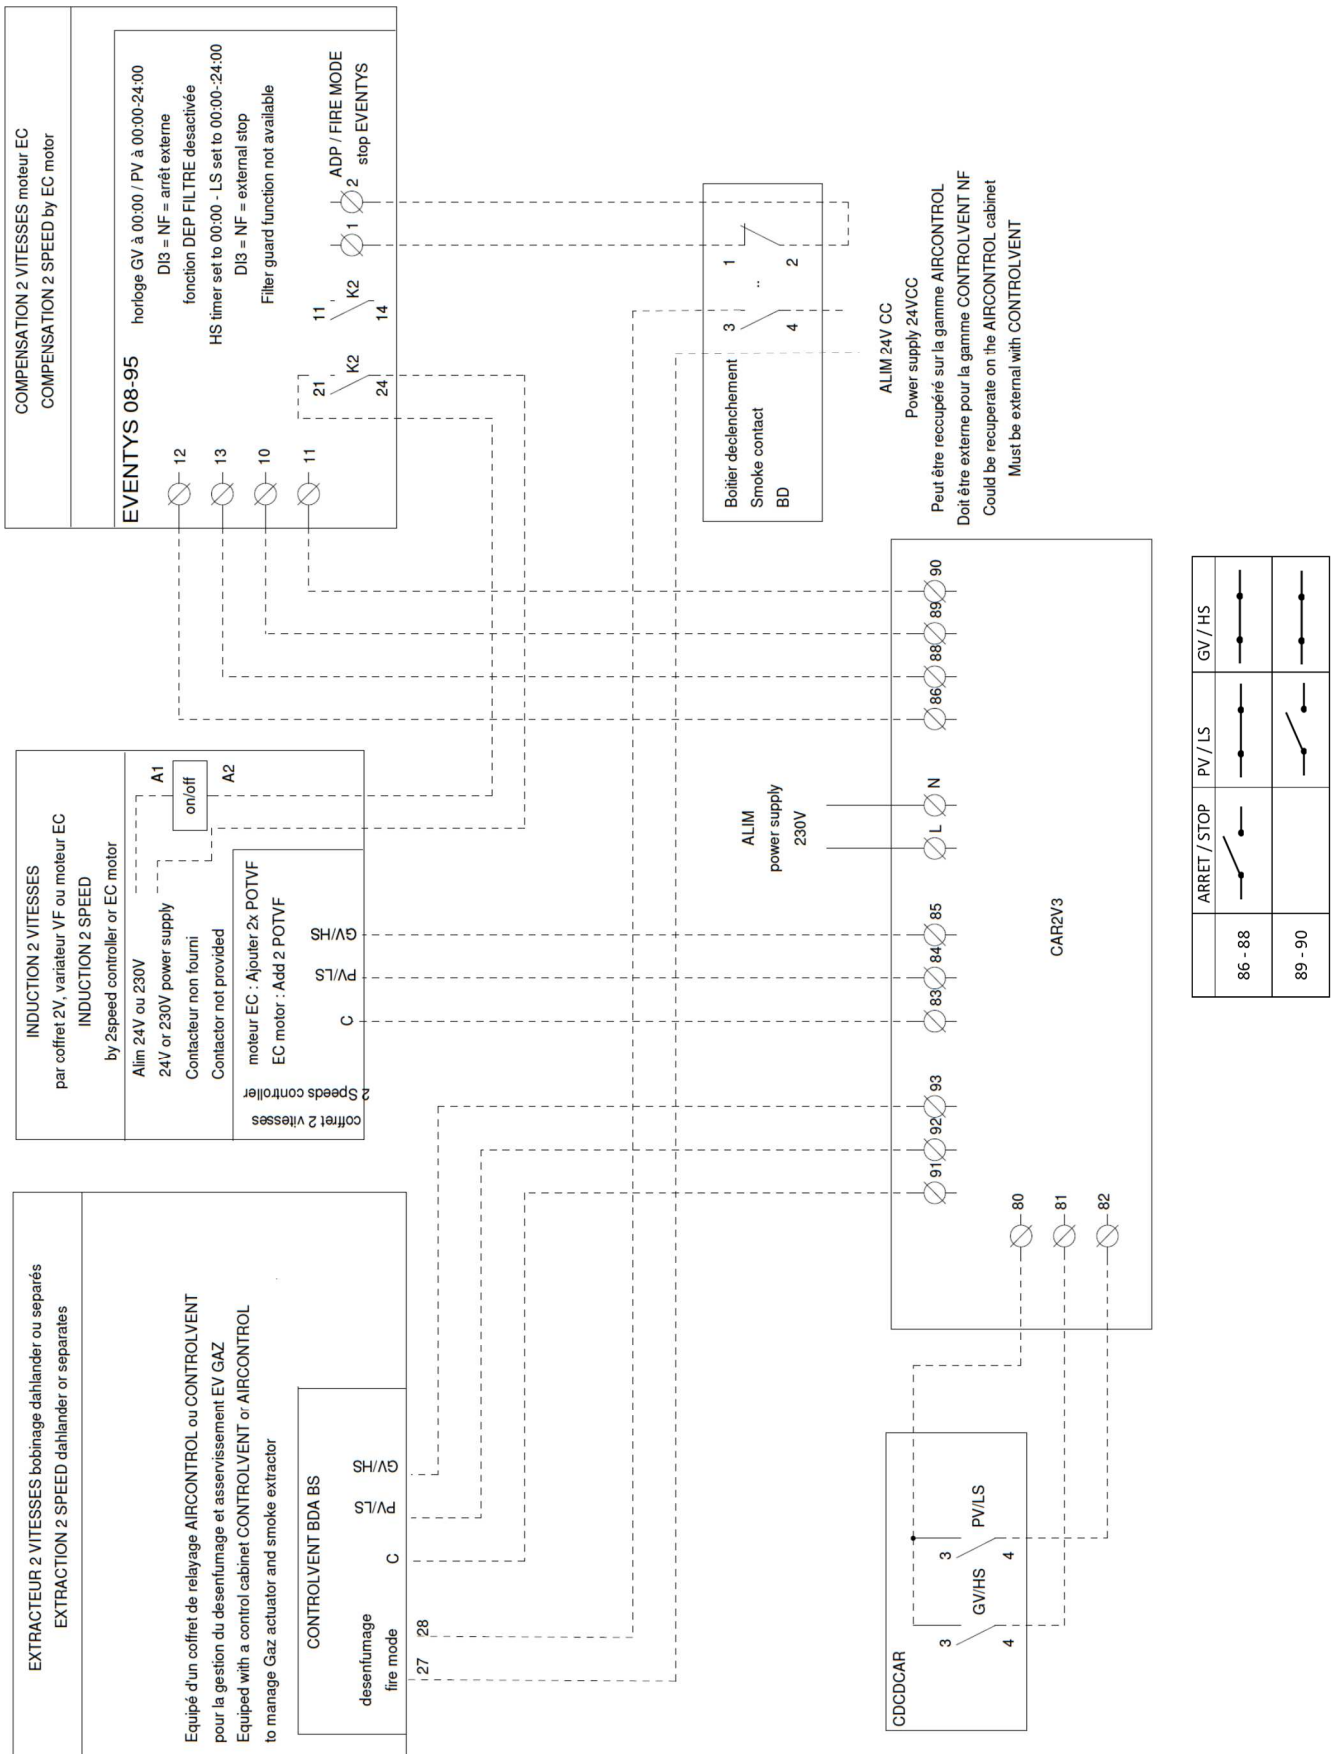 EXTRACTEUR 2 VITESSES bobinage dahlander ou separés
EXTRACTION 2 SPEED dahlander or separates
Equipé d'un coffret de relayage AIRCONTROL ou CONTROLVENT
pour la gestion du desenfumage et asservissement EV GAZ
Equiped with a control cabinet CONTROLVENT or AIRCONTROL
to manage Gaz actuator and smoke extractor
CONTROLVENT BDA BS
desenfumage
fire mode
C
PV/LS
GV/HS
27
28
INDUCTION 2 VITESSES
par coffret 2V, variateur VF ou moteur EC
INDUCTION 2 SPEED
by 2speed controller or EC motor
Alim 24V ou 230V
24V or 230V power supply
Contacteur non fourni
Contactor not provided
A1
on/off
A2
moteur EC : Ajouter 2x POTVF
EC motor : Add 2 POTVF
coffret 2 vitesses
2 Speeds controller
C
PV/LS
GV/HS
COMPENSATION 2 VITESSES moteur EC
COMPENSATION 2 SPEED by EC motor
EVENTYS 08-95
horloge GV à 00:00 / PV à 00:00-24:00
DI3 = NF = arrêt externe
fonction DEP FILTRE desactivée
HS timer set to 00:00 - LS set to 00:00-:24:00
DI3 = NF = external stop
Filter guard function not available
12
13
10
11
21
K2
24
11
K2
14
1
2
ADP / FIRE MODE
stop EVENTYS
Boitier declenchement
Smoke contact
BD
3
4
..
1
2
ALIM 24V CC
Power supply 24VCC
Peut être reccupéré sur la gamme AIRCONTROL
Doit être externe pour la gamme CONTROLVENT NF
Could be recuperate on the AIRCONTROL cabinet
Must be external with CONTROLVENT
ALIM
power supply
230V
91
92
93
83
84
85
L
N
86
88
89
90
80
81
82
CAR2V3
CDCDCAR
3
GV/HS
4
3
PV/LS
4
ARRET / STOP
PV / LS
GV / HS
86 - 88
89 - 90